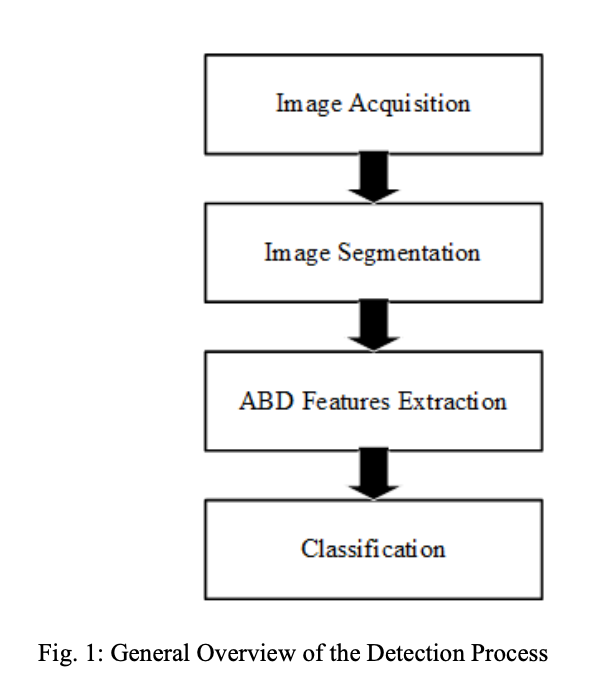 Image Acquisition
Image Segmentation
ABD Features Extraction
Classification
Fig. 1: General Overview of the Detection Process